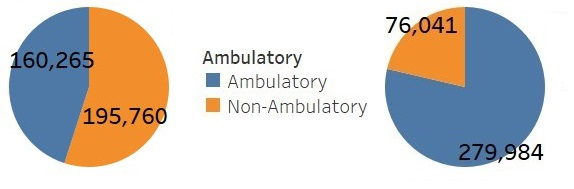 160,265
195,760
Ambulatory
Ambulatory
Non-Ambulatory
76,041
279,984